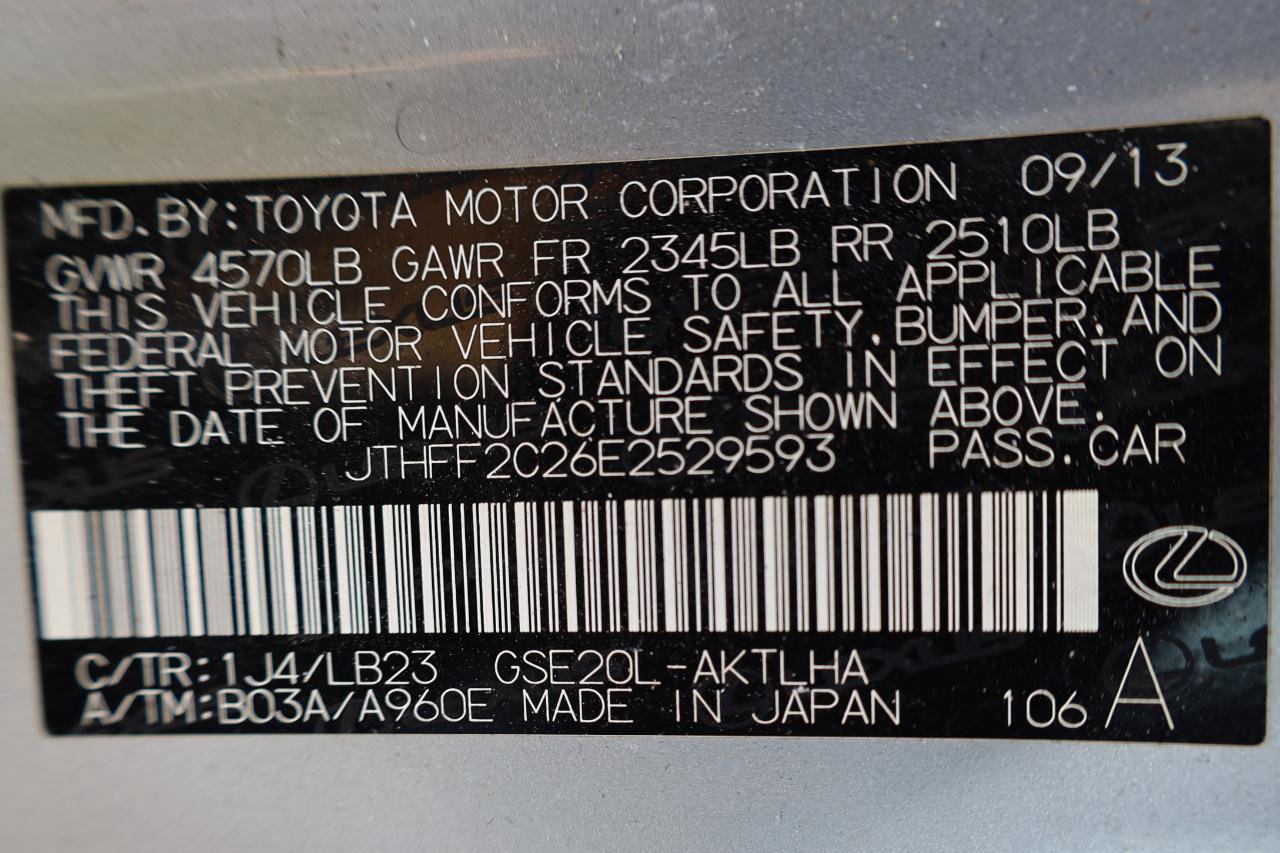 MFD. BY: TOYOTA MOTOR CORPORATION 09/13
GVWR 4570LB GAWR FR 2345LB RR 2510LB
THIS VEHICLE CONFORMS TO ALL APPLICABLE
FEDERAL MOTOR VEHICLE SAFETY, BUMPER, AND
THEFT PREVENTION STANDARDS IN EFFECT ON
THE DATE OF MANUFACTURE SHOWN ABOVE.
JTHFF2C26E2529593 PASS. CAR
C/TR: 1J4/LB23 GSE20L-AKTLHA
A/TM: B03A/A960E MADE IN JAPAN 106 A